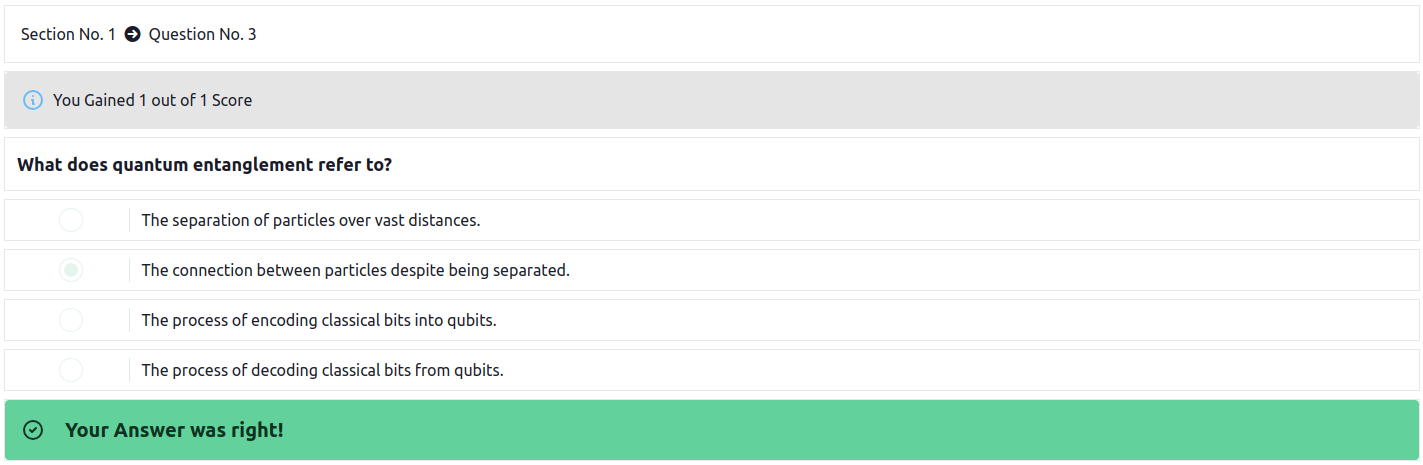 Section No. 1 Question No. 3
You Gained 1 out of 1 Score
What does quantum entanglement refer to?
The separation of particles over vast distances.
The connection between particles despite being separated.
The process of encoding classical bits into qubits.
The process of decoding classical bits from qubits.
Your Answer was right!